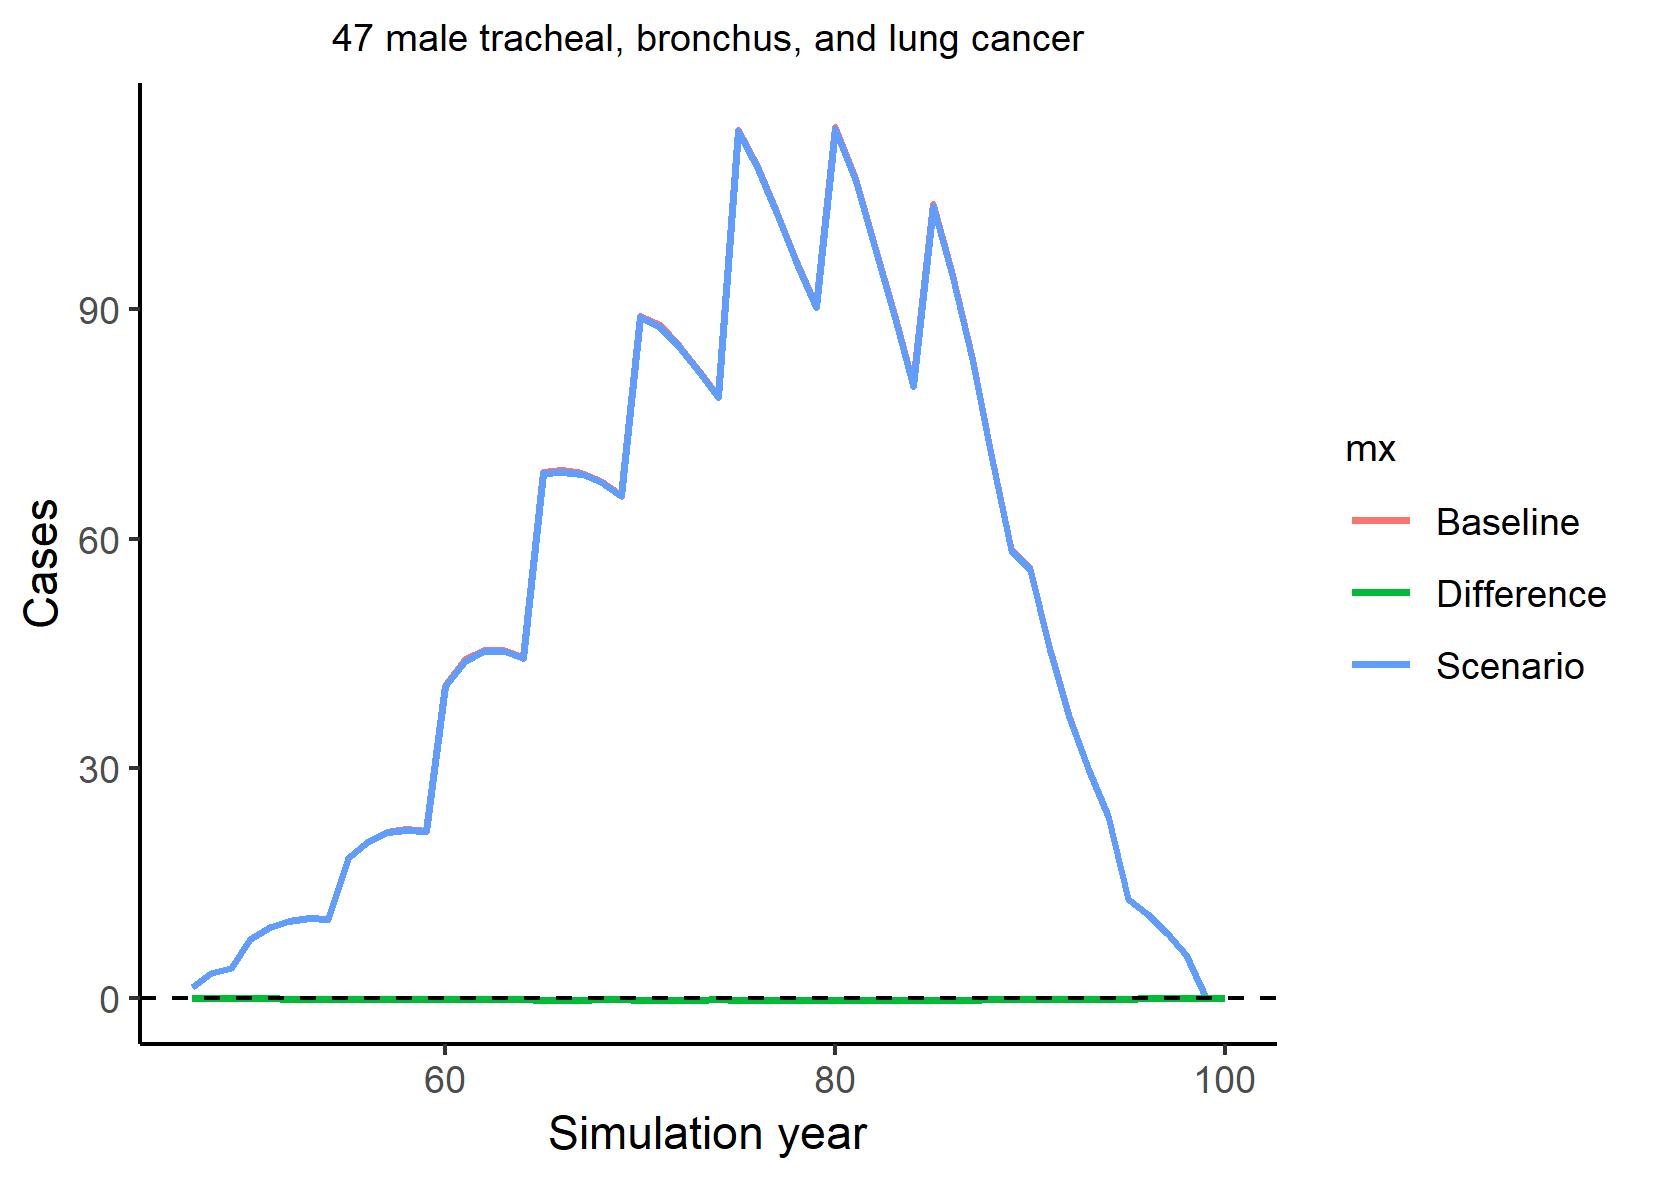 47 male tracheal, bronchus, and lung cancer
Cases
90
60
30
0
60 80 100
Simulation year
mx
Baseline
Difference
Scenario